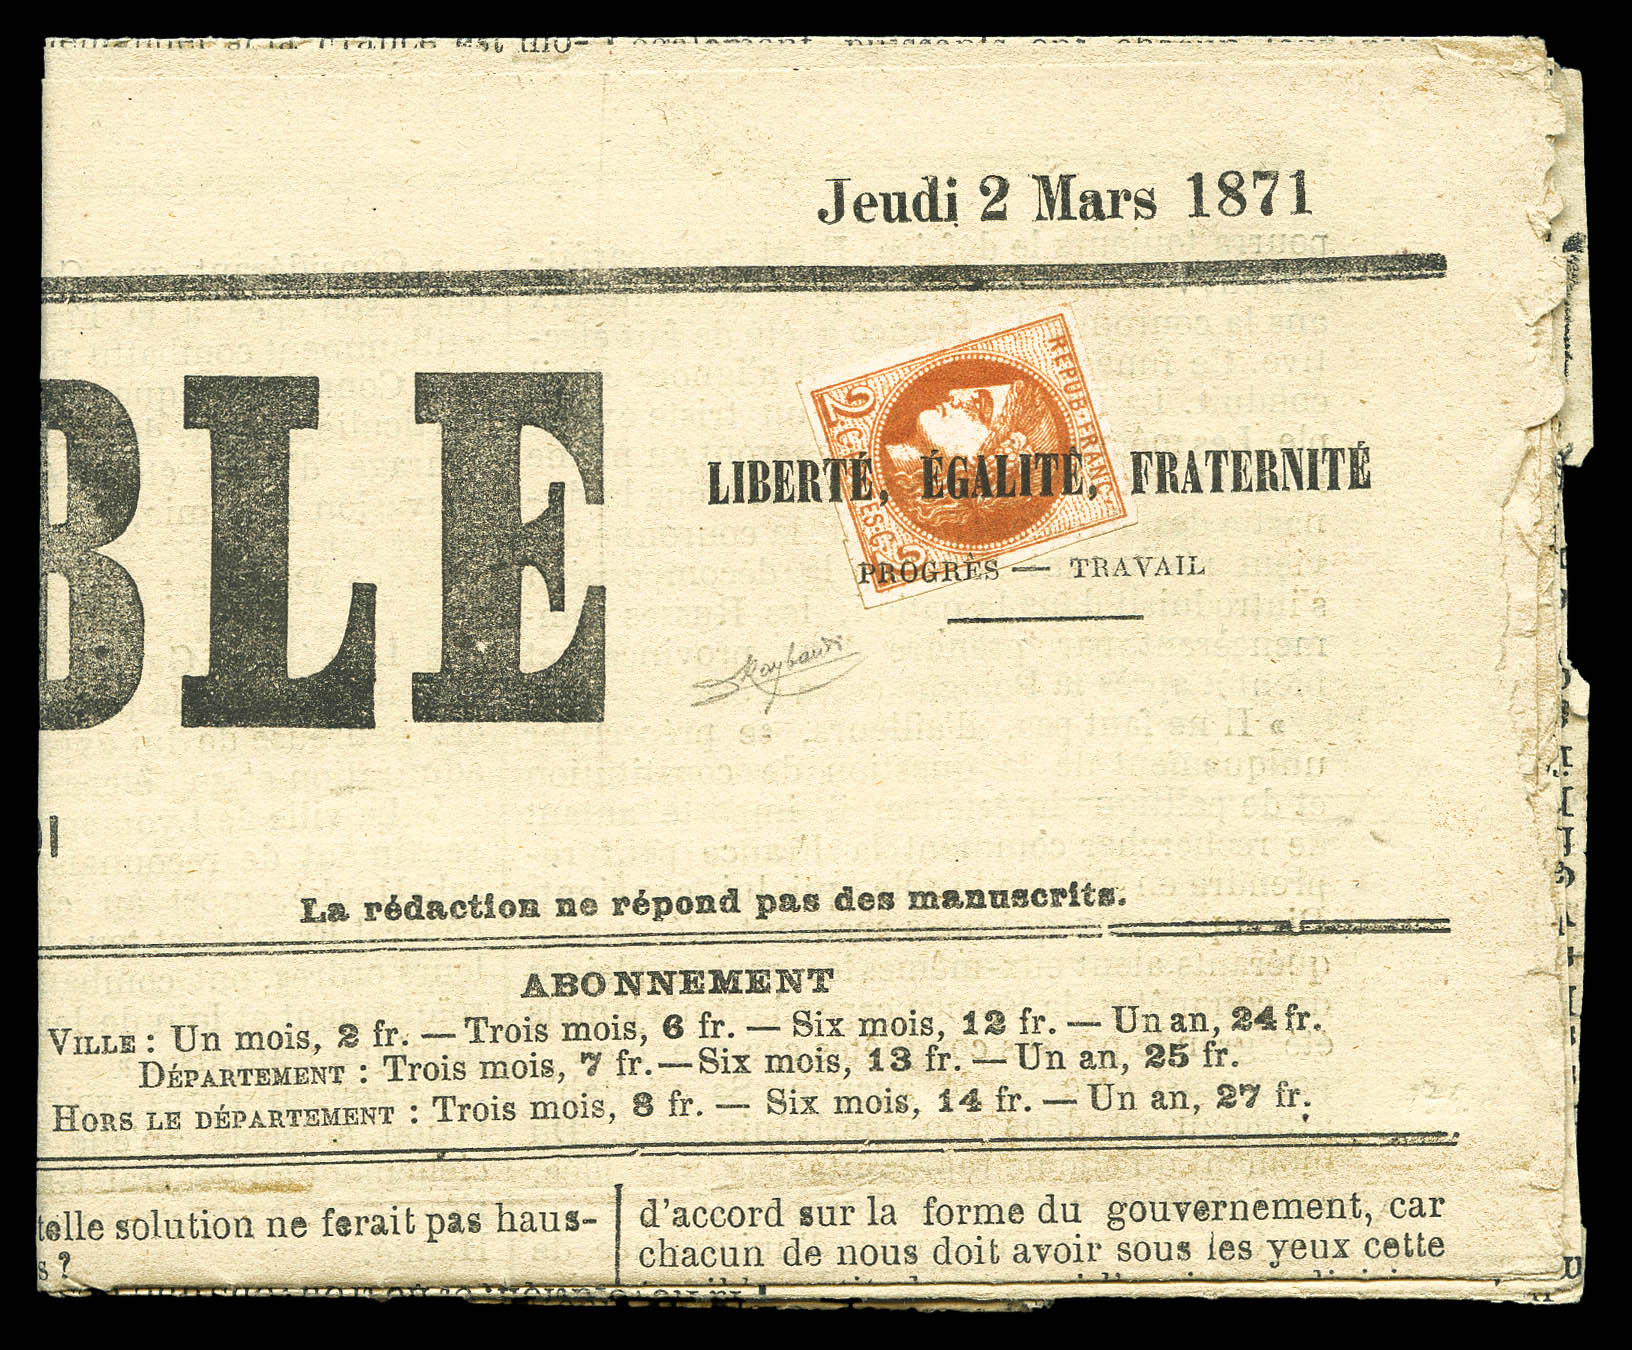 Jeudi 2 Mars 1871
BLE
REPUB·FRANC·
2
LIBERTÉ, ÉGALITÉ, FRATERNITÉ
2
PROGRÈS — TRAVAIL
Raybaudi
DI
La rédaction ne répond pas des manuscrits.
ABONNEMENT
VILLE : Un mois, 2 fr. — Trois mois, 6 fr. — Six mois, 12 fr. — Un an, 24 fr.
DÉPARTEMENT : Trois mois, 7 fr. — Six mois, 13 fr. — Un an, 25 fr.
HORS LE DÉPARTEMENT : Trois mois, 8 fr. — Six mois, 14 fr. — Un an, 27 fr.
telle solution ne ferait pas haus-
s ?
d'accord sur la forme du gouvernement, car
chacun de nous doit avoir sous les yeux cette